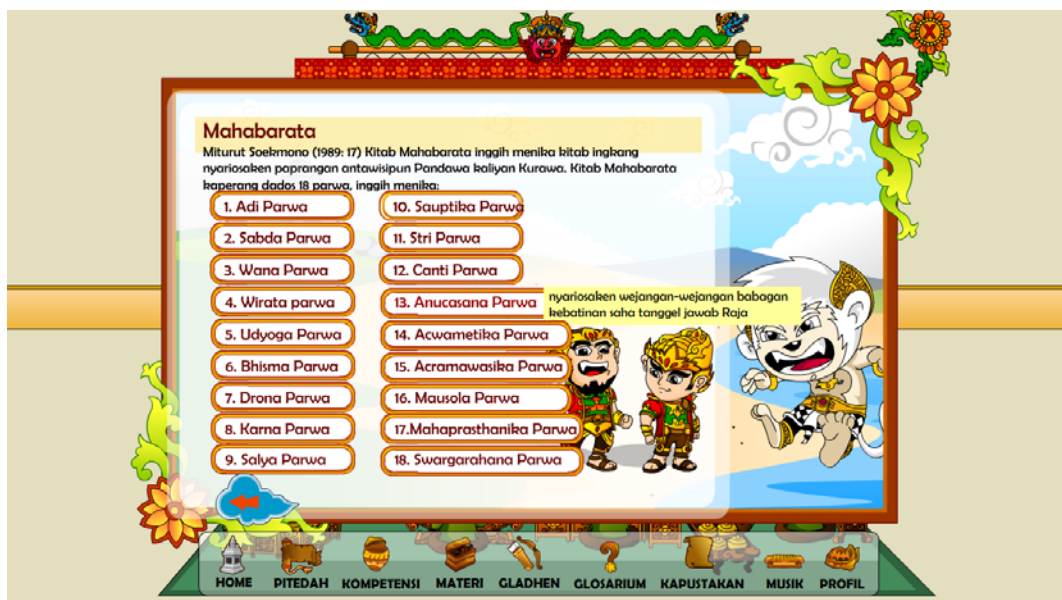 X
Mahabarata
Miturut Soekmono (1989: 17) Kitab Mahabarata inggih menika kitab ingkang
nyariosaken paprangan antawisipun Pandawa kaliyan Kurawa. Kitab Mahabarata
kaperang dados 18 parwa, inggih menika:
1. Adi Parwa
2. Sabda Parwa
3. Wana Parwa
4. Wirata parwa
5. Udyoga Parwa
6. Bhisma Parwa
7. Drona Parwa
8. Karna Parwa
9. Salya Parwa
10. Sauptika Parwa
11. Stri Parwa
12. Canti Parwa
13. Anucasana Parwa
nyariosaken wejangan-wejangan babagan
kebatinan saha tanggel jawab Raja
14. Acwametika Parwa
15. Acramawasika Parwa
16. Mausola Parwa
17.Mahaprasthanika Parwa
18. Swargarahana Parwa
HOME PITEDAH KOMPETENSI MATERI GLADHEN GLOSARIUM KAPUSTAKAN MUSIK PROFIL